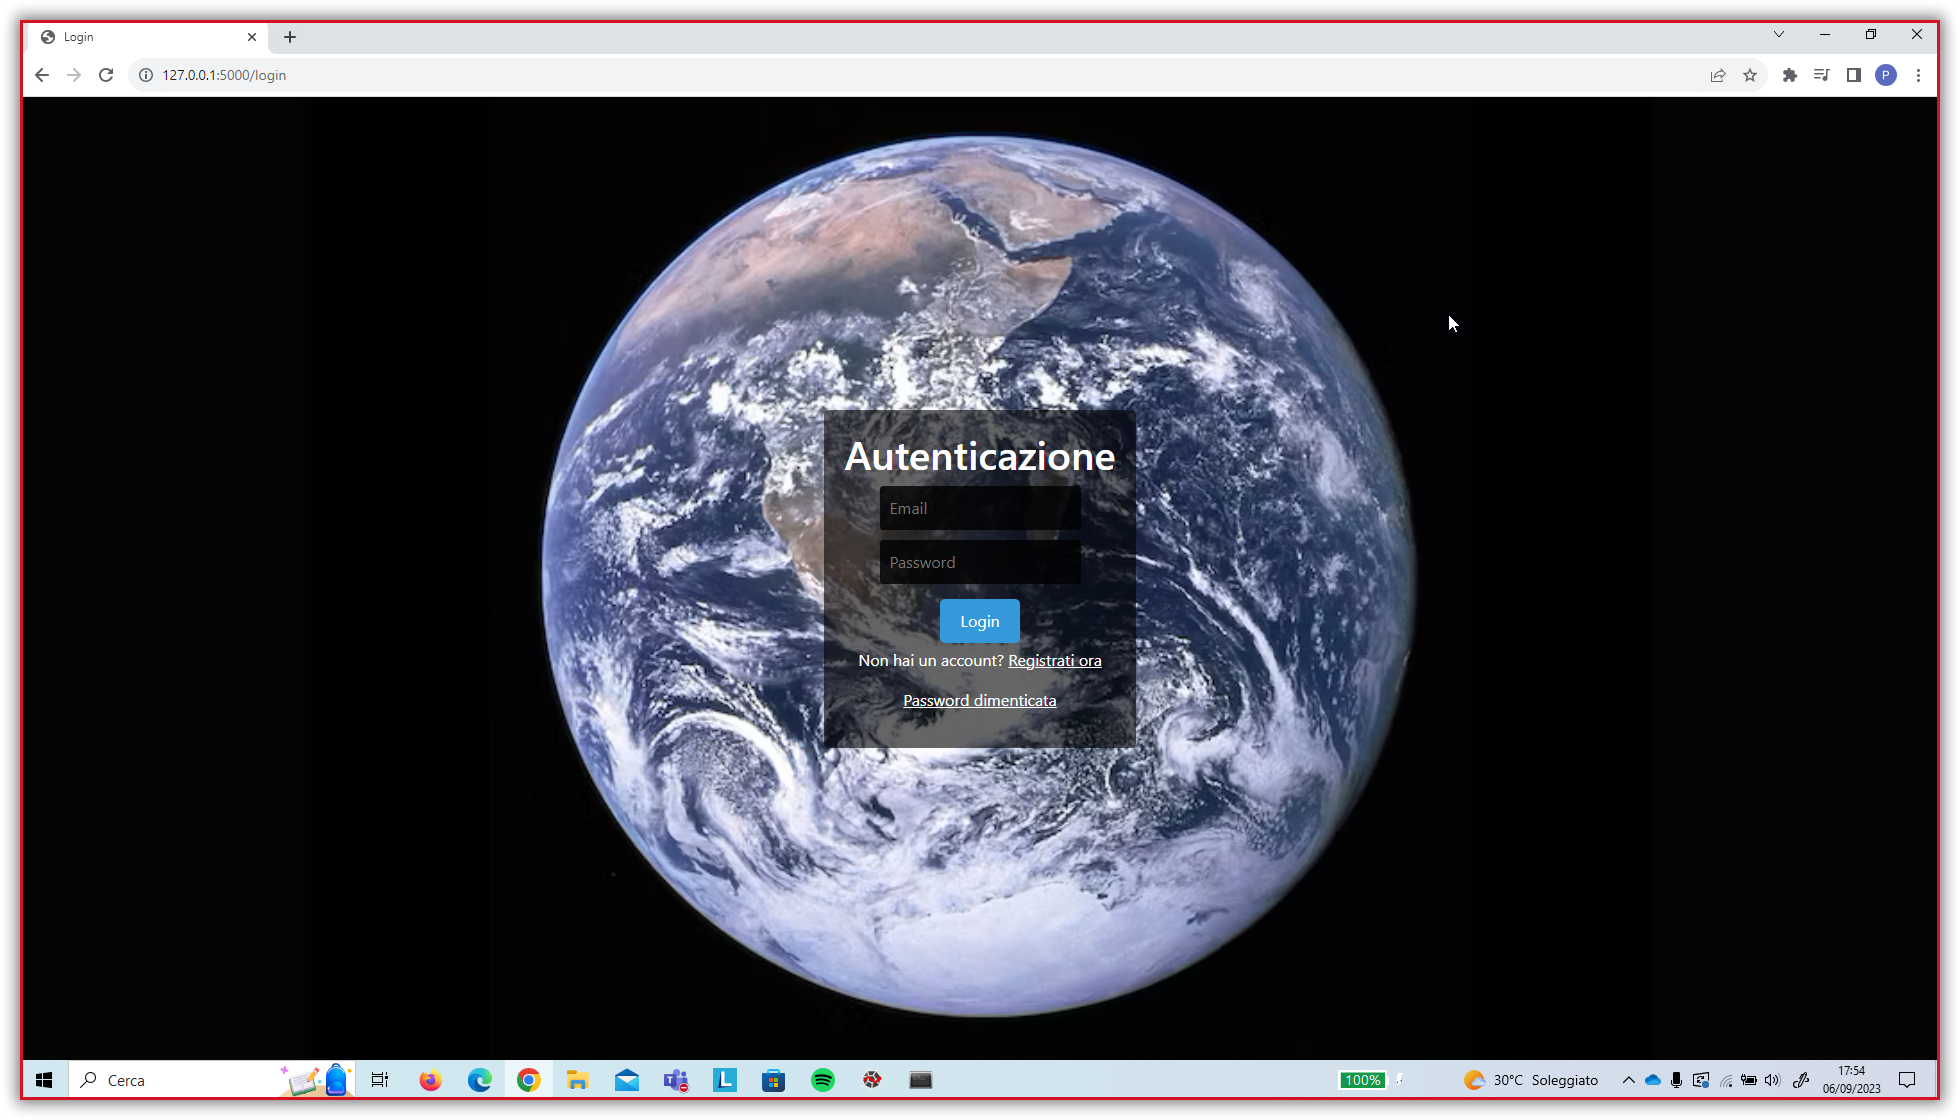 Login
127.0.0.1:5000/login
P
Autenticazione
Email
Password
Login
Non hai un account? Registrati ora
Password dimenticata
Cerca
L
100%
30°C Soleggiato
17:54
06/09/2023